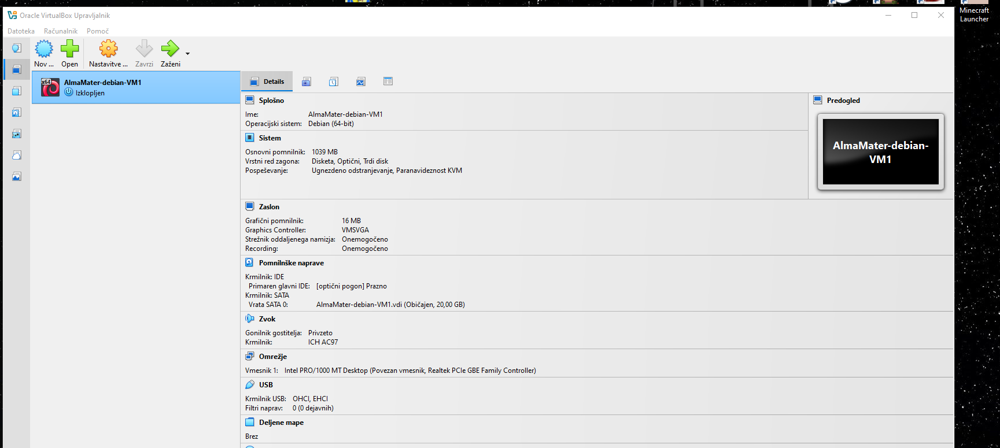 Oracle VirtualBox Upravljalnik
Minecraft
Launcher
Datoteka Računalnik Pomoč
Nov ... Open Nastavitve ... Zavrzi Zaženi
x64
AlmaMater-debian-VM1
Izklopljen
Details
Splošno
Ime: AlmaMater-debian-VM1
Operacijski sistem: Debian (64-bit)
Predogled
AlmaMater-debian-
VM1
Sistem
Osnovni pomnilnik: 1039 MB
Vrstni red zagona: Disketa, Optični, Trdi disk
Pospeševanje: Ugnezdeno odstranjevanje, Paranavideznost KVM
Zaslon
Grafični pomnilnik: 16 MB
Graphics Controller: VMSVGA
Strežnik oddaljenega namizja: Onemogočeno
Recording: Onemogočeno
Pomnilniške naprave
Krmilnik: IDE
Primaren glavni IDE: [optični pogon] Prazno
Krmilnik: SATA
Vrata SATA 0: AlmaMater-debian-VM1.vdi (Običajen, 20,00 GB)
Zvok
Gonilnik gostitelja: Privzeto
Krmilnik: ICH AC97
Omrežje
Vmesnik 1: Intel PRO/1000 MT Desktop (Povezan vmesnik, Realtek PCIe GBE Family Controller)
USB
Krmilnik USB: OHCI, EHCI
Filtri naprav: 0 (0 dejavnih)
Deljene mape
Brez